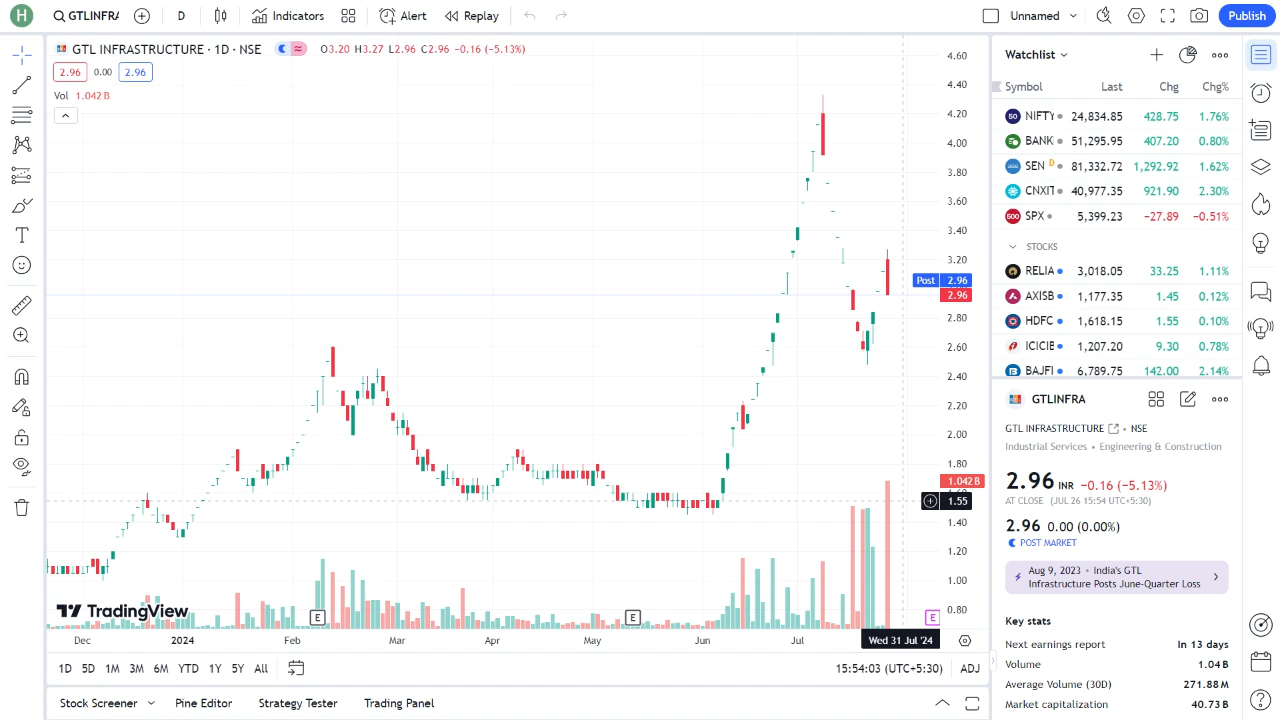 H GTLINFRA D Indicators Alert Replay Unnamed Publish
GTL INFRASTRUCTURE · 1D · NSE O3.20 H3.27 L2.96 C2.96 −0.16 (−5.13%)
2.96 0.00 2.96
Vol 1.042 B
4.60
4.40
4.20
4.00
3.80
3.60
3.40
3.20
Post 2.96
2.96
2.80
2.60
2.40
2.20
2.00
1.80
1.042 B
1.55
1.40
1.20
1.00
0.80
TradingView
E E E
Dec 2024 Feb Mar Apr May Jun Jul Wed 31 Jul '24
1D 5D 1M 3M 6M YTD 1Y 5Y All 15:54:03 (UTC+5:30) ADJ
Stock Screener Pine Editor Strategy Tester Trading Panel
Watchlist
Symbol Last Chg Chg%
50 NIFTY 24,834.85 428.75 1.76%
BANK 51,295.95 407.20 0.80%
SEN D 81,332.72 1,292.92 1.62%
CNXIT 40,977.35 921.90 2.30%
500 SPX 5,399.23 −27.89 −0.51%
STOCKS
RELIA 3,018.05 33.25 1.11%
AXISB 1,177.35 1.45 0.12%
HDFC 1,618.15 1.55 0.10%
ICICIB 1,207.20 9.30 0.78%
BAJFI 6,789.75 142.00 2.14%
GTLINFRA
GTL INFRASTRUCTURE • NSE
Industrial Services • Engineering & Construction
2.96 INR −0.16 (−5.13%)
AT CLOSE (JUL 26 15:54 UTC+5:30)
2.96 0.00 (0.00%)
POST MARKET
Aug 9, 2023 • India's GTL
Infrastructure Posts June-Quarter Loss
Key stats
Next earnings report In 13 days
Volume 1.04 B
Average Volume (30D) 271.88 M
Market capitalization 40.73 B